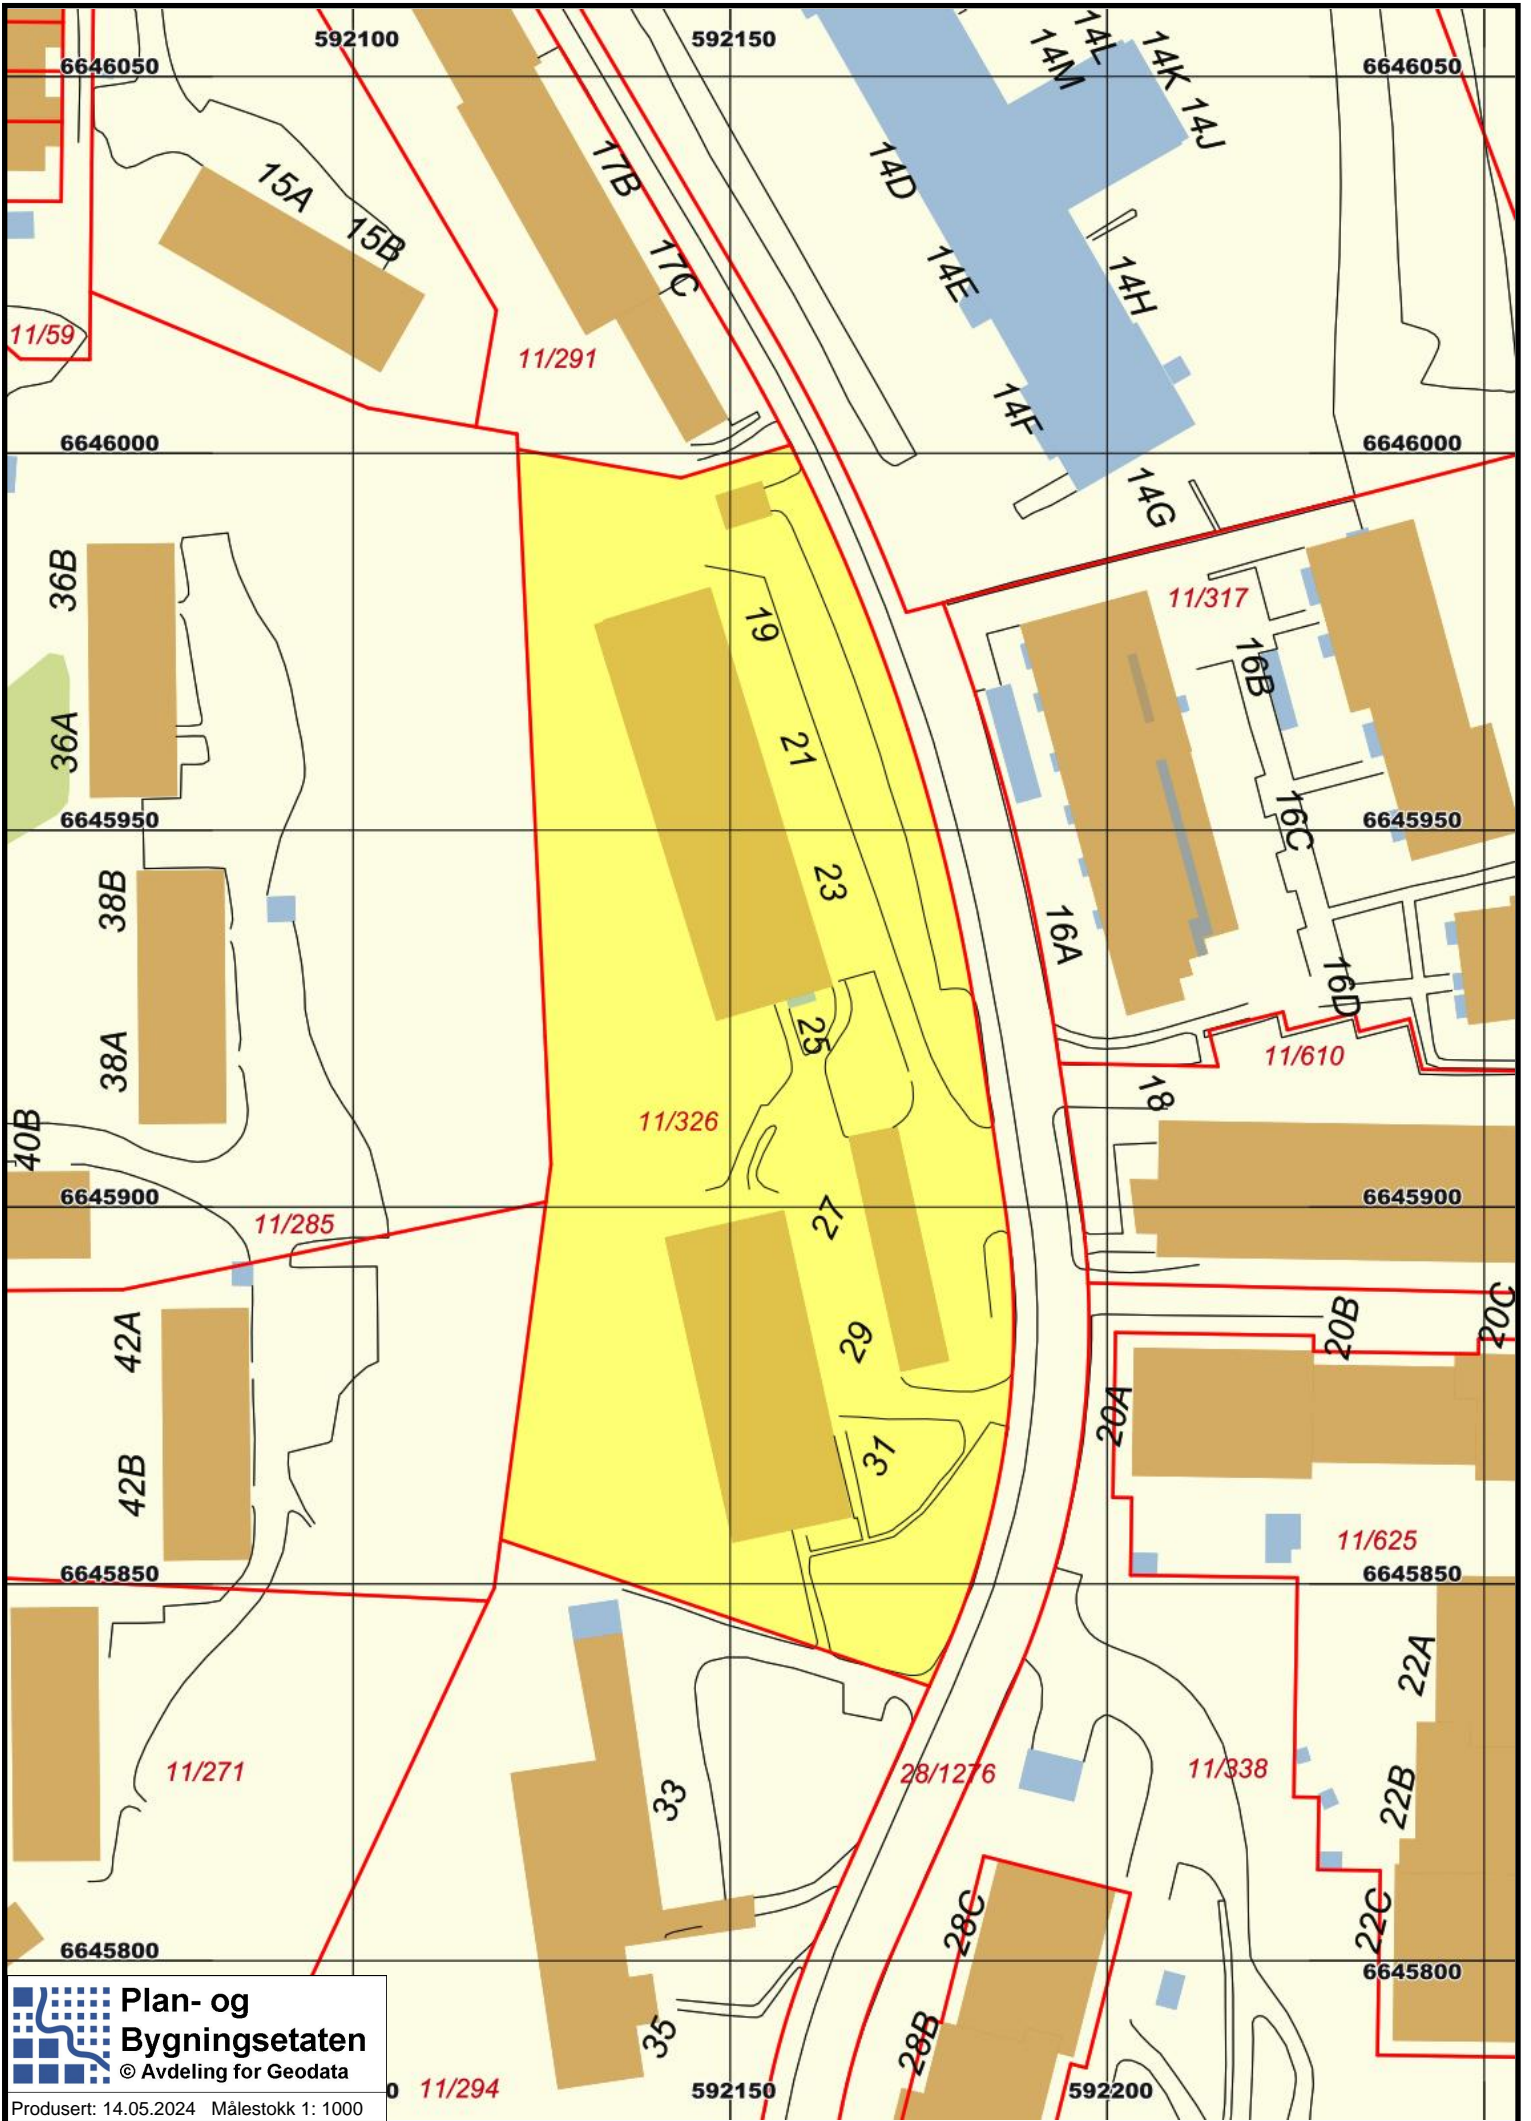 592100
592150
6646050
6646050
14L
14K
14M
14J
17B
14D
15A
15B
17C
14E
14H
11/59
11/291
14F
6646000
6646000
14G
36B
11/317
19
16B
36A
21
6645950
6645950
16C
23
38B
16A
16D
25
38A
11/610
18
11/326
40B
6645900
6645900
27
11/285
42A
29
20B
20C
20A
31
42B
11/625
6645850
6645850
22A
11/271
28/1276
11/338
33
22B
28C
22C
6645800
6645800
Plan- og
Bygningsetaten
© Avdeling for Geodata
35
28B
0
11/294
592150
592200
Produsert: 14.05.2024 Målestokk 1: 1000